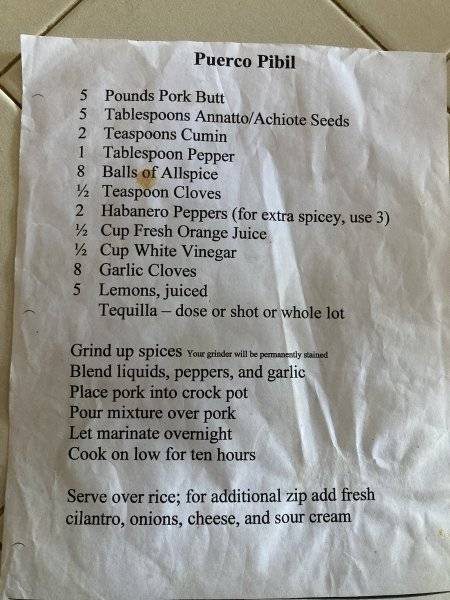 Puerco Pibil
5 Pounds Pork Butt
5 Tablespoons Annatto/Achiote Seeds
2 Teaspoons Cumin
1 Tablespoon Pepper
8 Balls of Allspice
½ Teaspoon Cloves
2 Habanero Peppers (for extra spicey, use 3)
½ Cup Fresh Orange Juice
½ Cup White Vinegar
8 Garlic Cloves
5 Lemons, juiced
Tequilla – dose or shot or whole lot
Grind up spices Your grinder will be permanently stained
Blend liquids, peppers, and garlic
Place pork into crock pot
Pour mixture over pork
Let marinate overnight
Cook on low for ten hours
Serve over rice; for additional zip add fresh
cilantro, onions, cheese, and sour cream